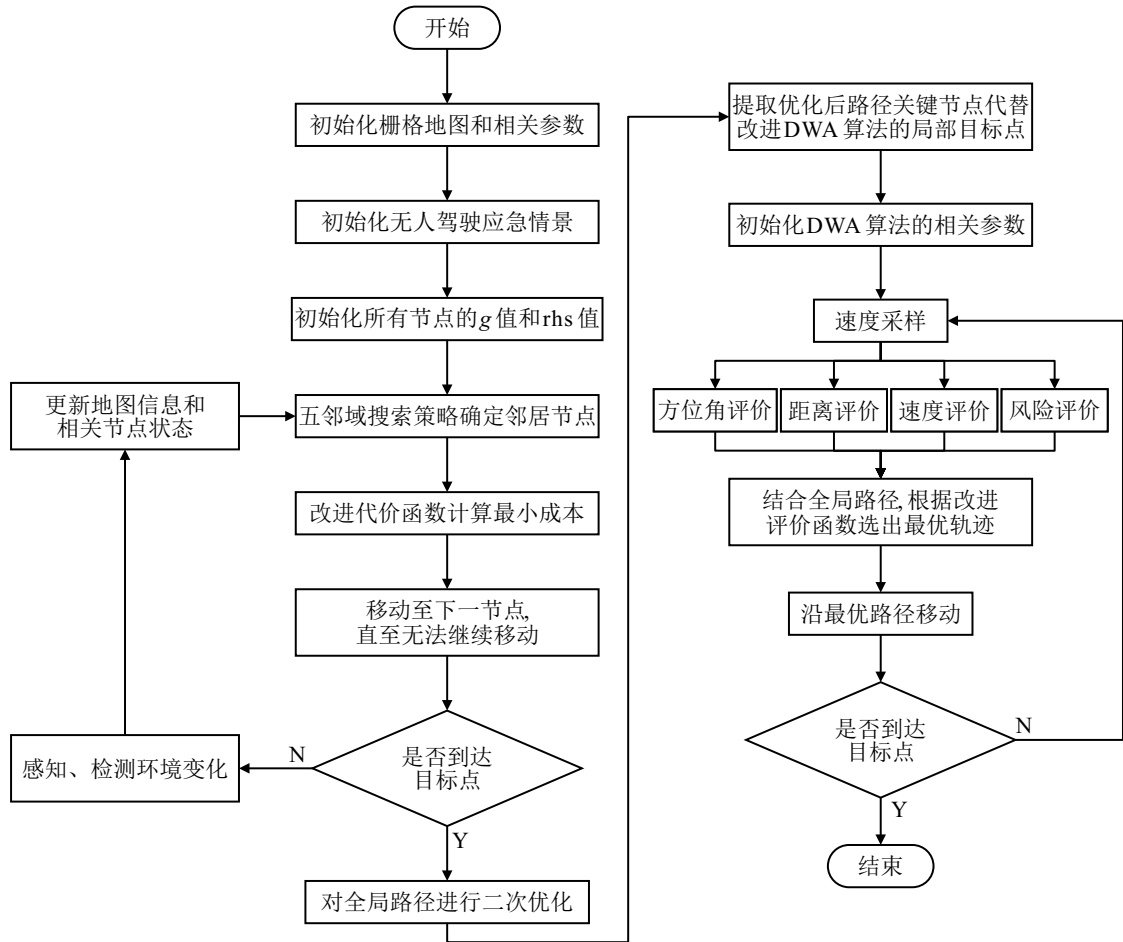 开始
初始化栅格地图和相关参数
初始化无人驾驶应急情景
初始化所有节点的g值和rhs值
更新地图信息和
相关节点状态
五邻域搜索策略确定邻居节点
改进代价函数计算最小成本
移动至下一节点,
直至无法继续移动
感知、检测环境变化
N
是否到达
目标点
Y
对全局路径进行二次优化
提取优化后路径关键节点代替
改进DWA算法的局部目标点
初始化DWA算法的相关参数
速度采样
方位角评价
距离评价
速度评价
风险评价
结合全局路径,根据改进
评价函数选出最优轨迹
沿最优路径移动
是否到达
目标点
N
Y
结束